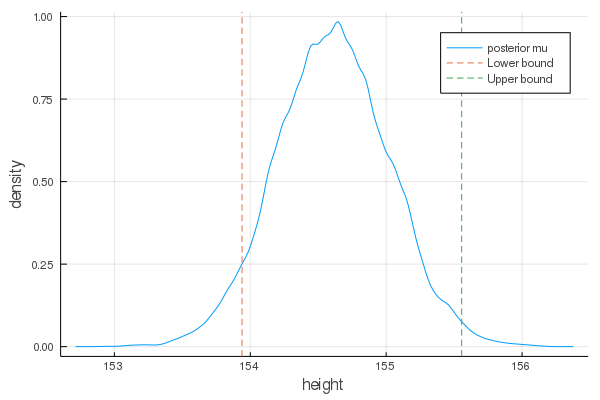 1.00
0.75
0.50
0.25
0.00
density
153
154
155
156
height
posterior mu
Lower bound
Upper bound